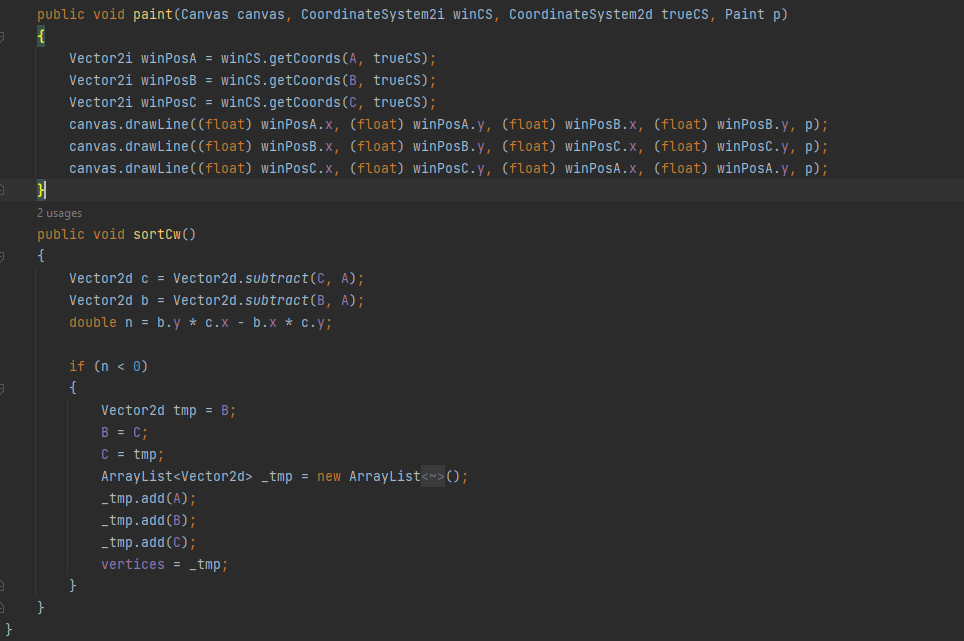 public void paint(Canvas canvas, CoordinateSystem2i winCS, CoordinateSystem2d trueCS, Paint p)
{
Vector2i winPosA = winCS.getCoords(A, trueCS);
Vector2i winPosB = winCS.getCoords(B, trueCS);
Vector2i winPosC = winCS.getCoords(C, trueCS);
canvas.drawLine((float) winPosA.x, (float) winPosA.y, (float) winPosB.x, (float) winPosB.y, p);
canvas.drawLine((float) winPosB.x, (float) winPosB.y, (float) winPosC.x, (float) winPosC.y, p);
canvas.drawLine((float) winPosC.x, (float) winPosC.y, (float) winPosA.x, (float) winPosA.y, p);
}
2 usages
public void sortCw()
{
Vector2d c = Vector2d.subtract(C, A);
Vector2d b = Vector2d.subtract(B, A);
double n = b.y * c.x - b.x * c.y;
if (n < 0)
{
Vector2d tmp = B;
B = C;
C = tmp;
ArrayList<Vector2d> _tmp = new ArrayList<~>();
_tmp.add(A);
_tmp.add(B);
_tmp.add(C);
vertices = _tmp;
}
}
}